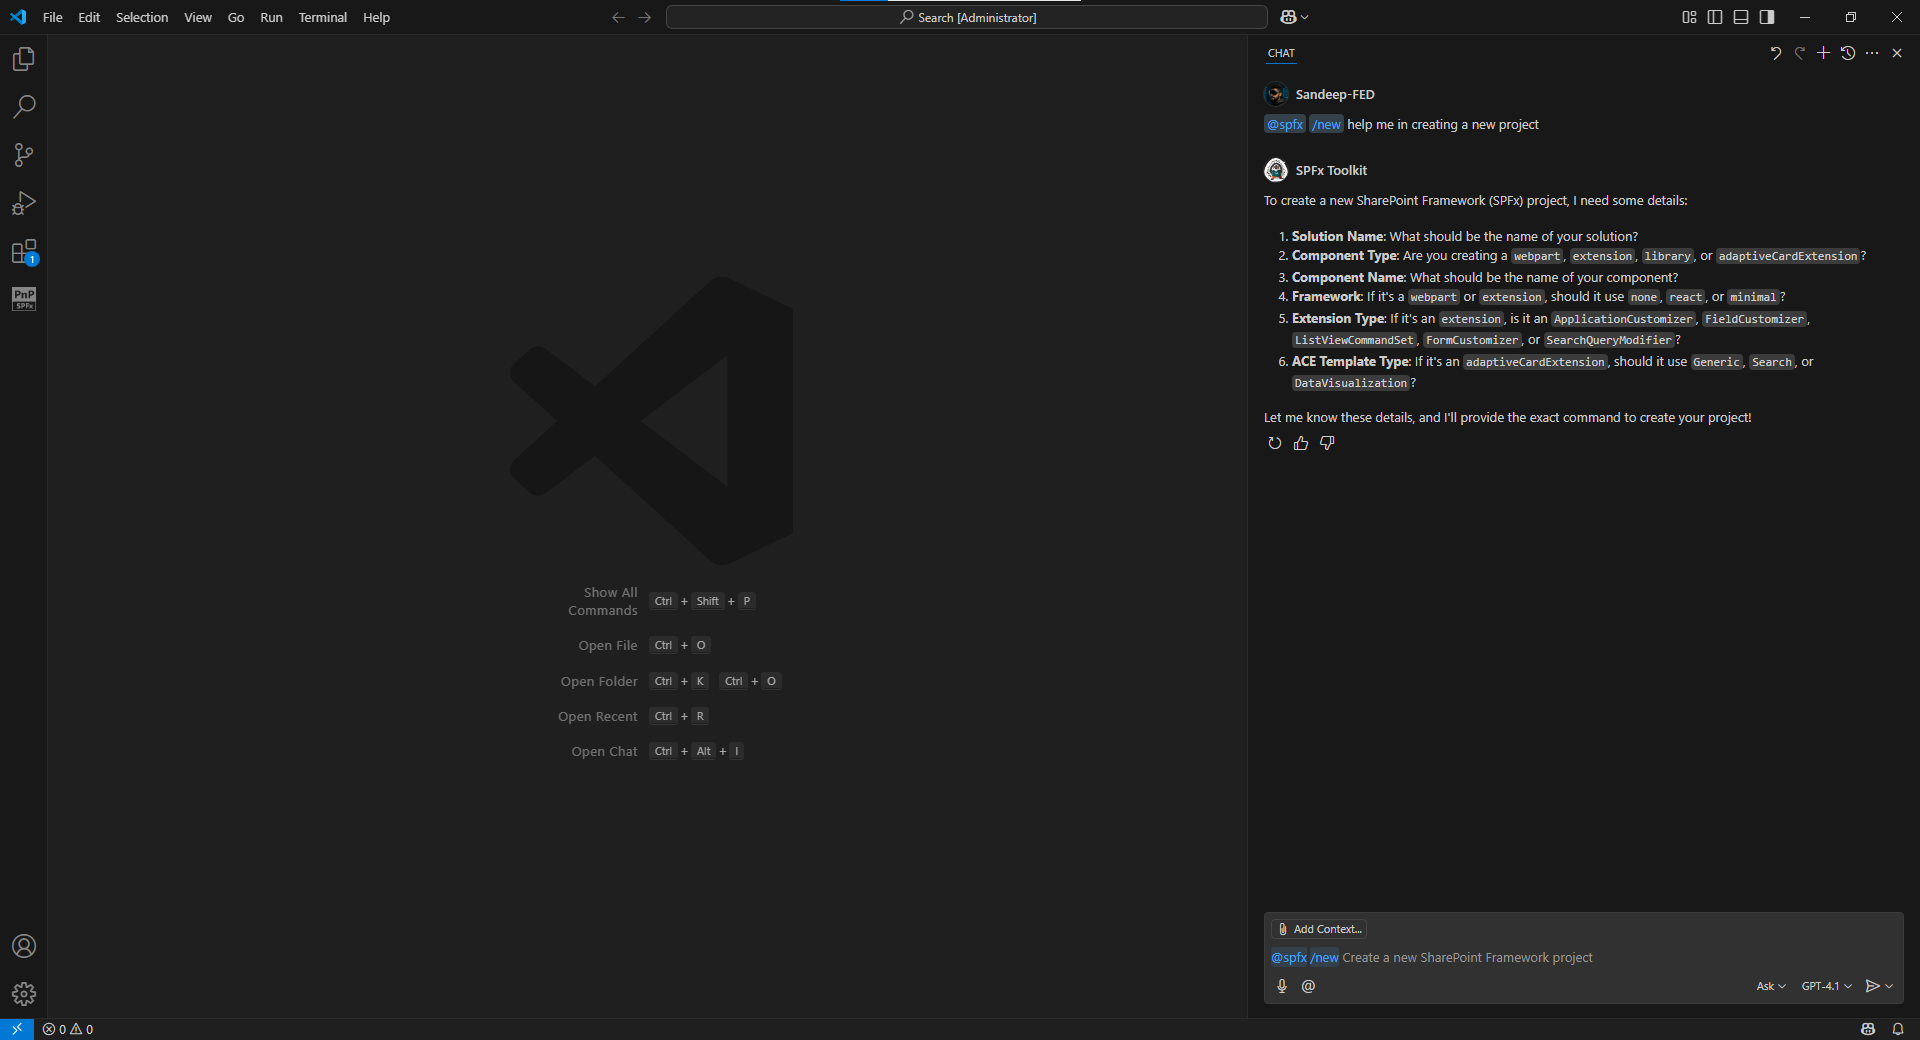 File Edit Selection View Go Run Terminal Help
Search [Administrator]
1
PnP
SPFx
Show All
Commands
Ctrl + Shift + P
Open File Ctrl + O
Open Folder Ctrl + K Ctrl + O
Open Recent Ctrl + R
Open Chat Ctrl + Alt + I
CHAT
Sandeep-FED
@spfx /new help me in creating a new project
SPFx Toolkit
To create a new SharePoint Framework (SPFx) project, I need some details:
1. Solution Name: What should be the name of your solution?
2. Component Type: Are you creating a webpart, extension, library, or adaptiveCardExtension?
3. Component Name: What should be the name of your component?
4. Framework: If it's a webpart or extension, should it use none, react, or minimal?
5. Extension Type: If it's an extension, is it an ApplicationCustomizer, FieldCustomizer,
ListViewCommandSet, FormCustomizer, or SearchQueryModifier?
6. ACE Template Type: If it's an adaptiveCardExtension, should it use Generic, Search, or
DataVisualization?
Let me know these details, and I'll provide the exact command to create your project!
Add Context...
@spfx /new Create a new SharePoint Framework project
@ Ask GPT-4.1
0 0